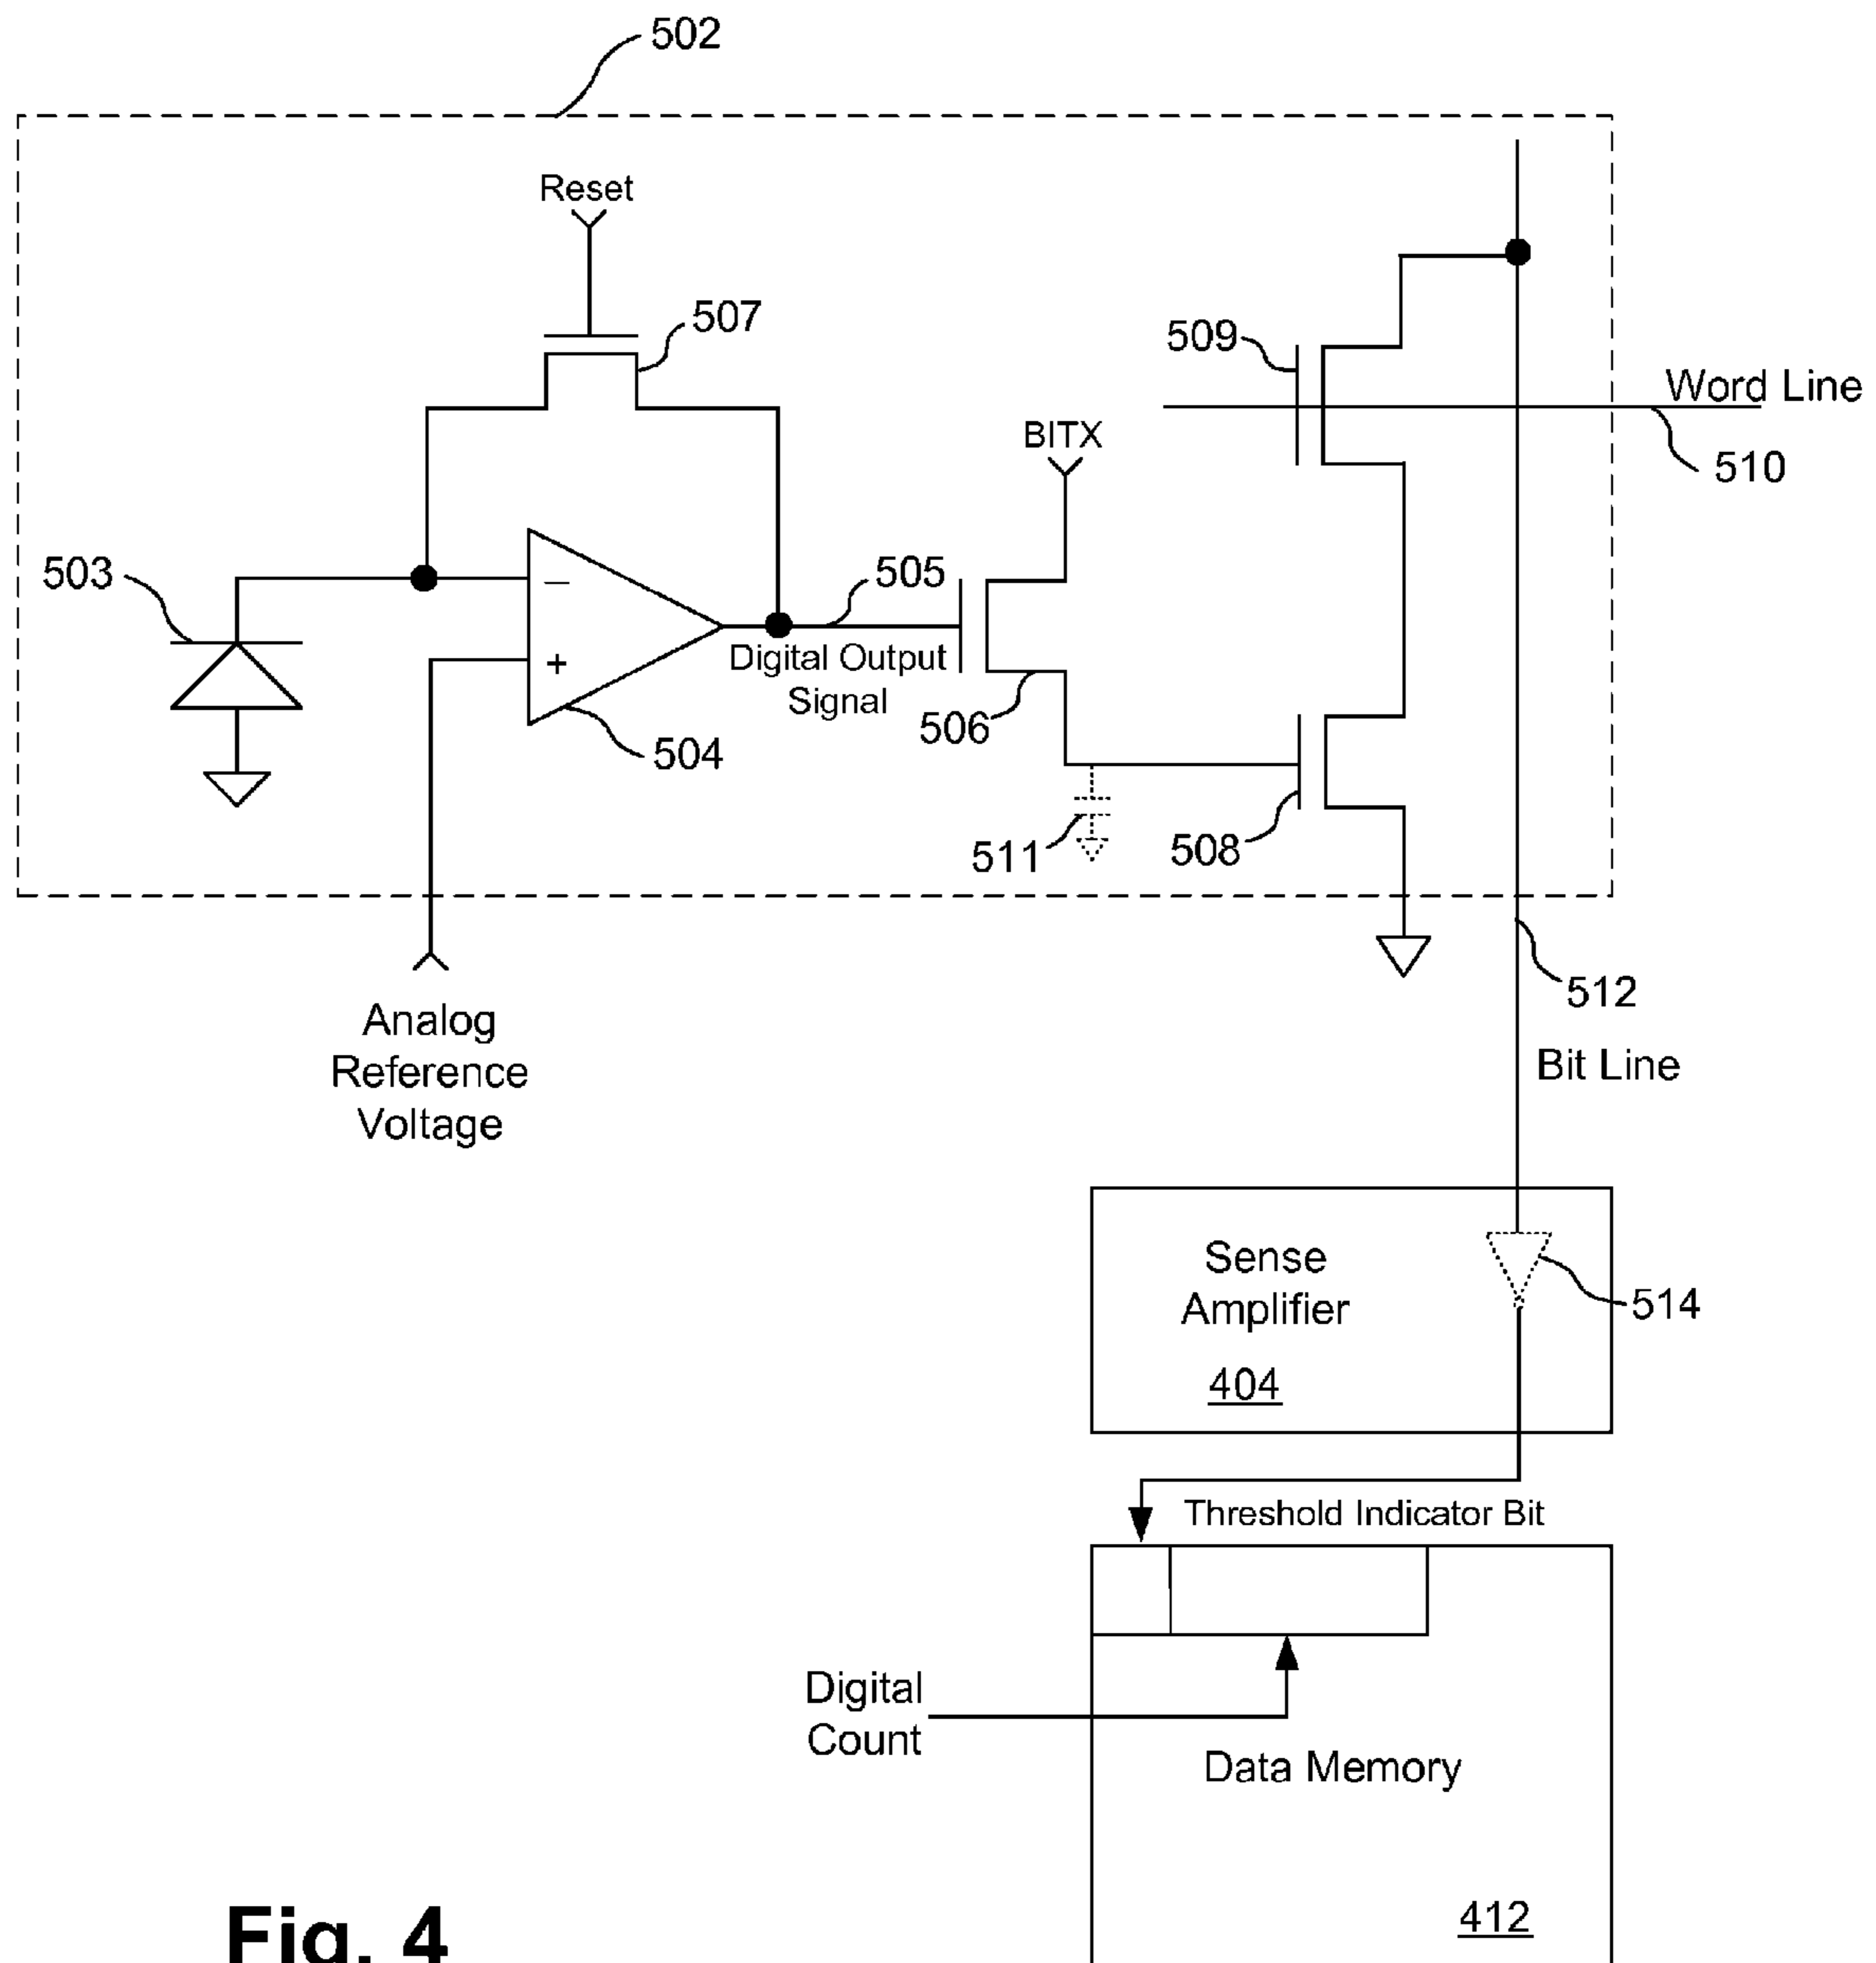 502
Reset
507
509
Word Line
510
BITX
503
−
505
+
Digital Output
Signal
506
504
511
508
512
Analog
Reference
Voltage
Bit Line
Sense
Amplifier
514
404
Threshold Indicator Bit
Digital
Count
Data Memory
412
Fig. 4